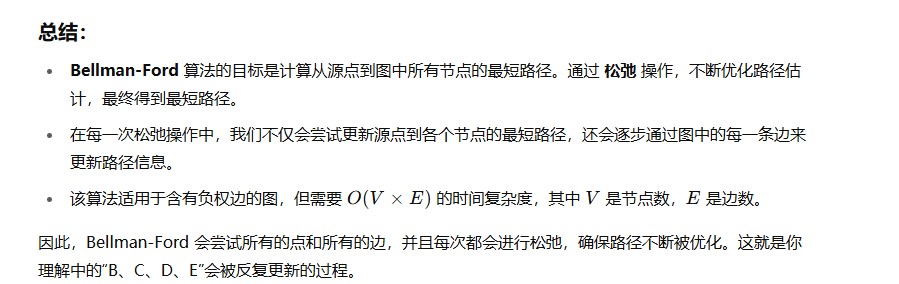 总结：
• Bellman-Ford 算法的目标是计算从源点到图中所有节点的最短路径。通过 松弛 操作，不断优化路径估
计，最终得到最短路径。
• 在每一次松弛操作中，我们不仅会尝试更新源点到各个节点的最短路径，还会逐步通过图中的每一条边来
更新路径信息。
• 该算法适用于含有负权边的图，但需要 O(V × E) 的时间复杂度，其中 V 是节点数，E 是边数。
因此，Bellman-Ford 会尝试所有的点和所有的边，并且每次都会进行松弛，确保路径不断被优化。这就是你
理解中的“B、C、D、E”会被反复更新的过程。